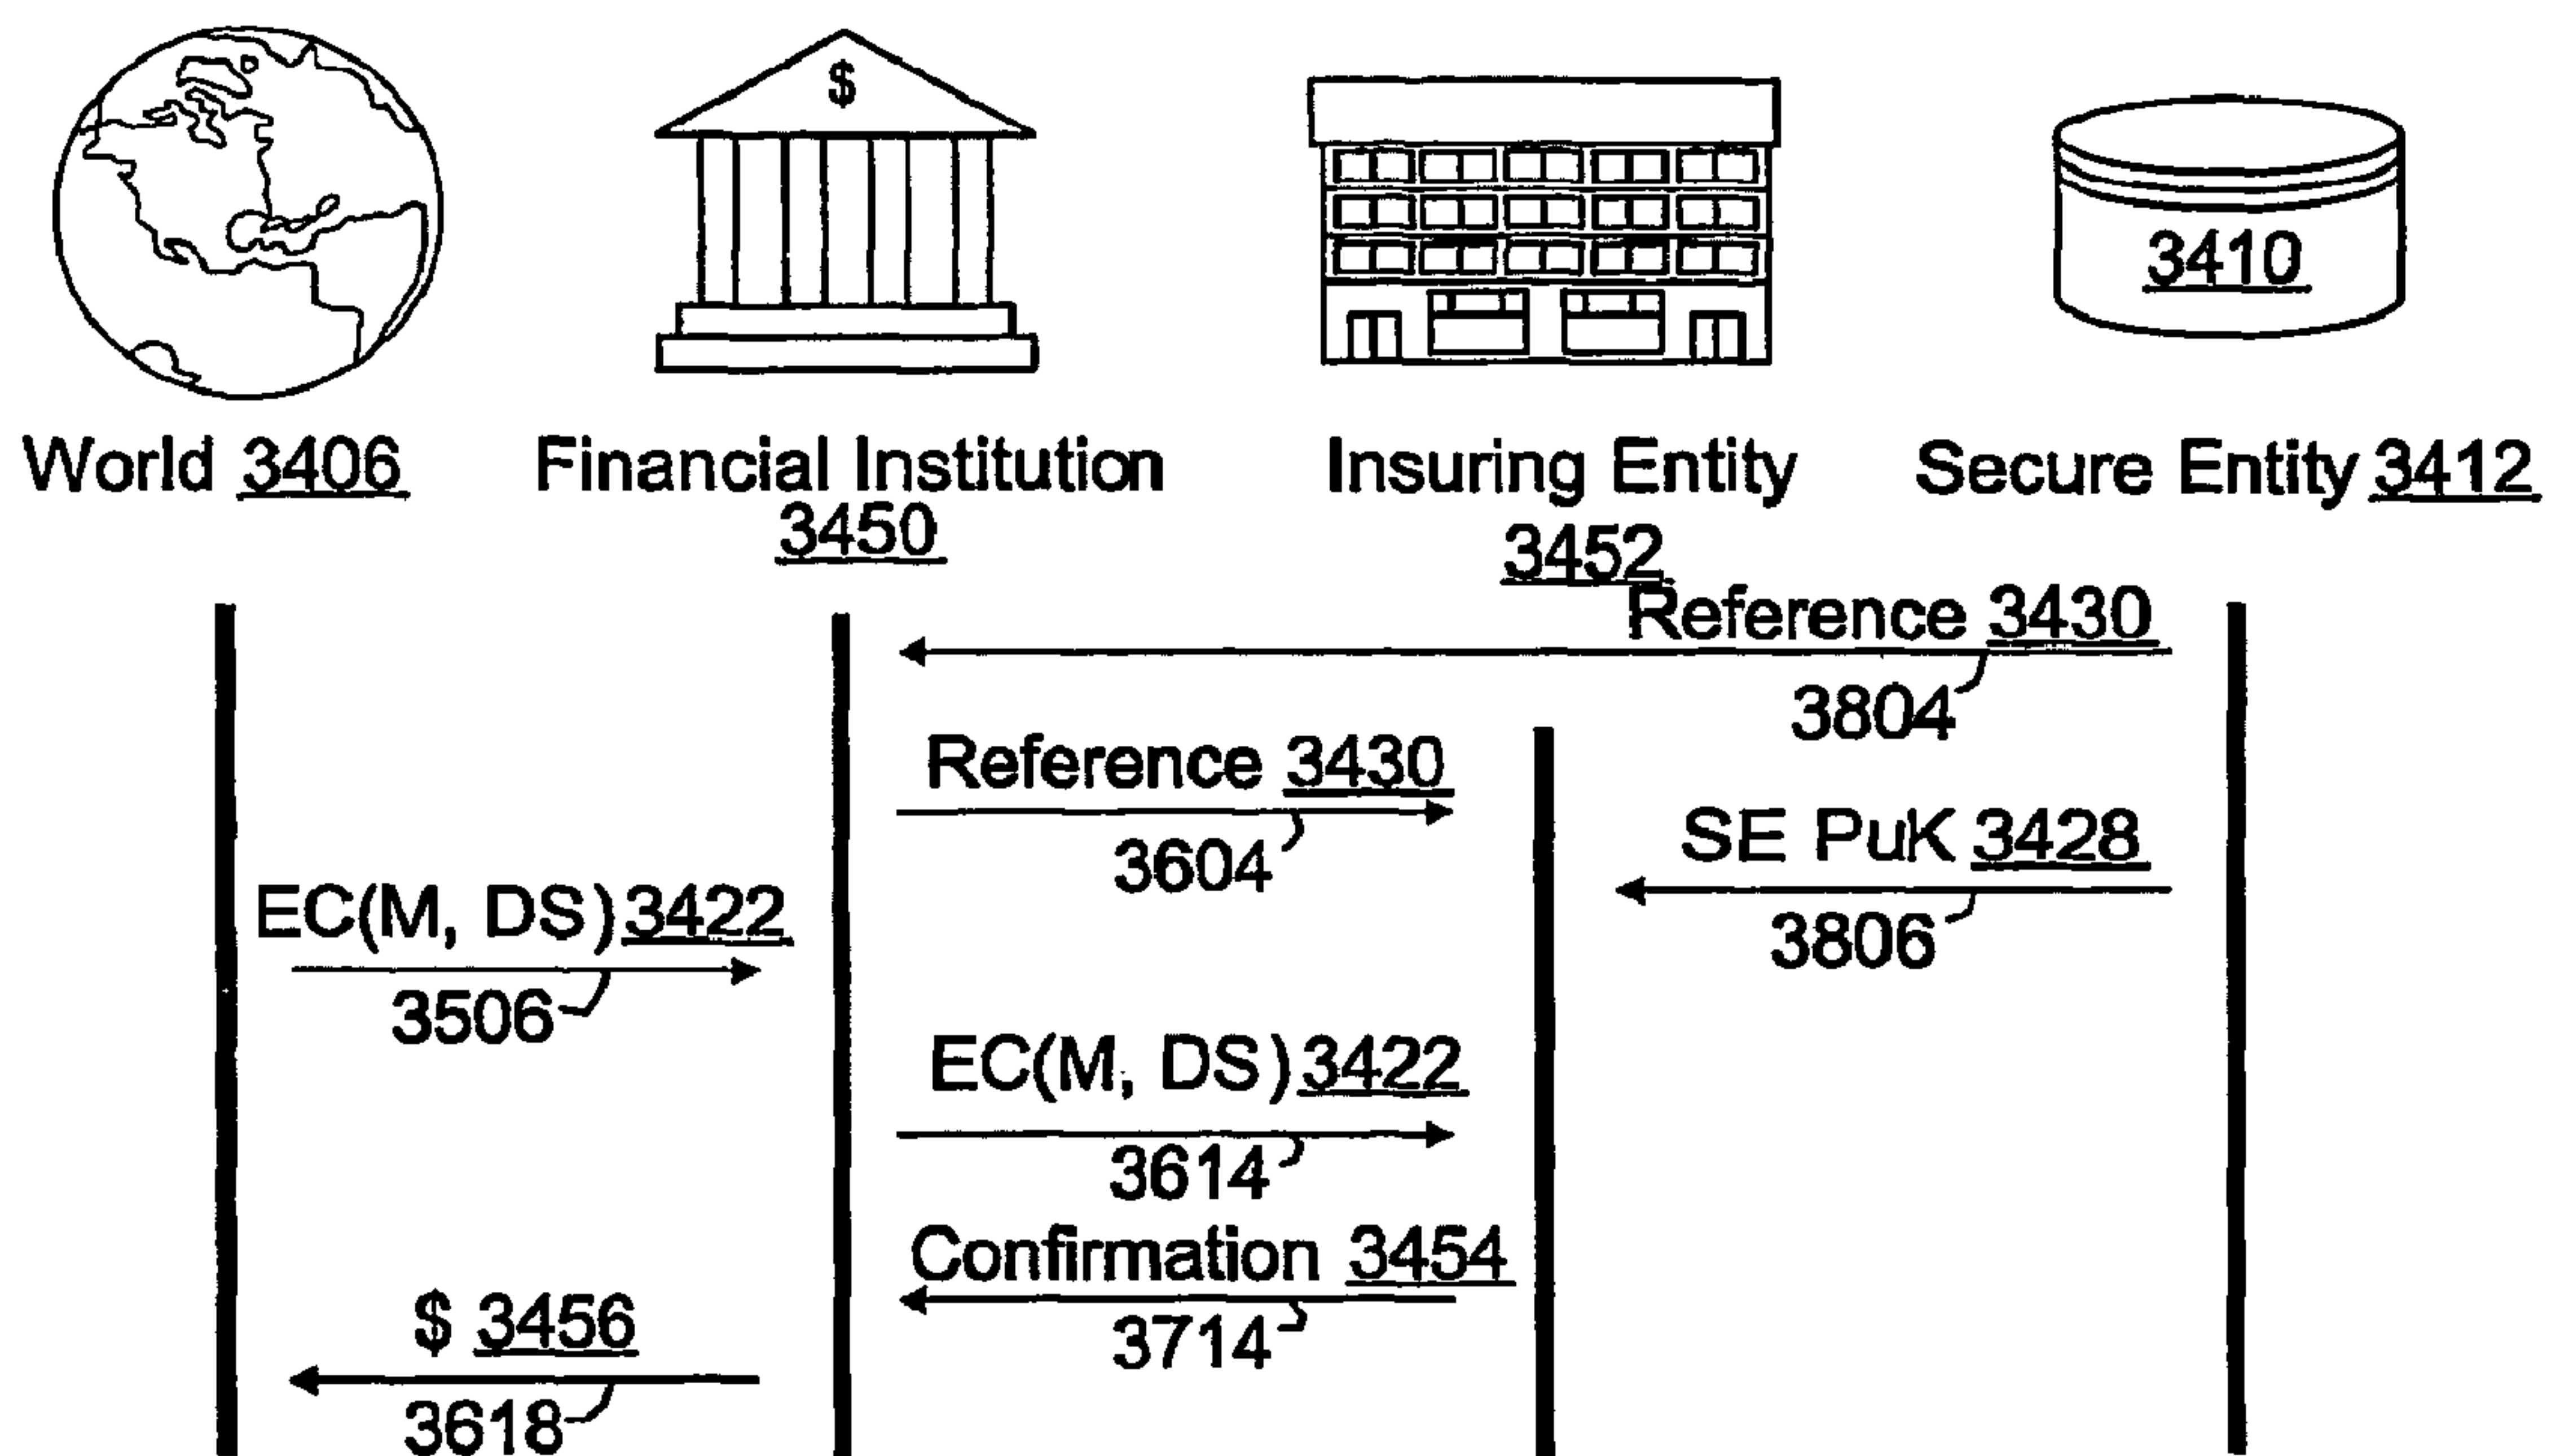 $
3410
World 3406
Financial Institution
3450
Insuring Entity
3452
Secure Entity 3412
Reference 3430
3804
Reference 3430
3604
SE PuK 3428
3806
EC(M, DS) 3422
3506
EC(M, DS) 3422
3614
Confirmation 3454
3714
$ 3456
3618